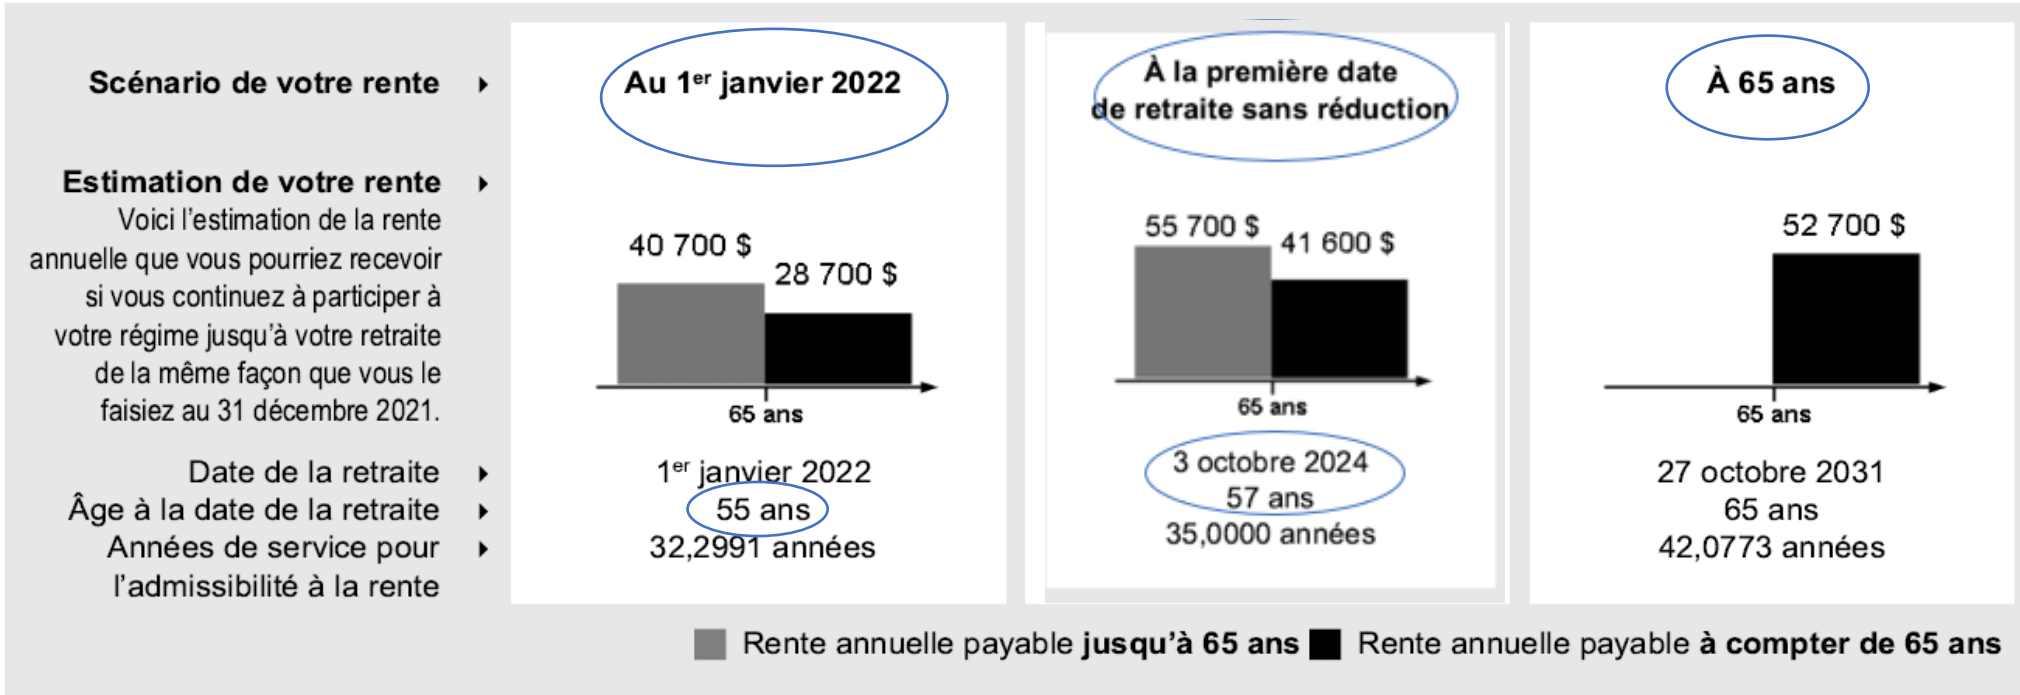 Scénario de votre rente
Au 1er janvier 2022
À la première date
de retraite sans réduction
À 65 ans
Estimation de votre rente
Voici l'estimation de la rente
annuelle que vous pourriez recevoir
si vous continuez à participer à
votre régime jusqu'à votre retraite
de la même façon que vous le
faisiez au 31 décembre 2021.
40 700 $
28 700 $
65 ans
55 700 $
41 600 $
65 ans
52 700 $
65 ans
Date de la retraite
1er janvier 2022
3 octobre 2024
27 octobre 2031
Âge à la date de la retraite
55 ans
57 ans
65 ans
Années de service pour
l'admissibilité à la rente
32,2991 années
35,0000 années
42,0773 années
Rente annuelle payable jusqu'à 65 ans
Rente annuelle payable à compter de 65 ans